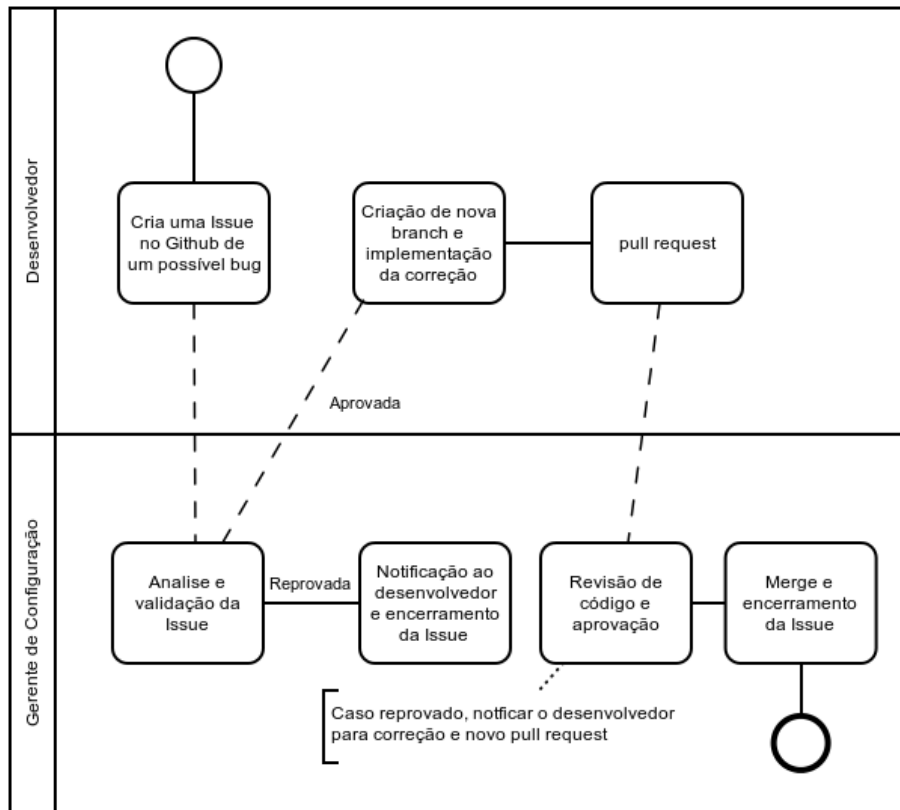 Desenvolvedor
Cria uma Issue
no Github de
um possível bug
Criação de nova
branch e
implementação
da correção
pull request
Aprovada
Gerente de Configuração
Analise e
validação da
Issue
Reprovada
Notificação ao
desenvolvedor
e encerramento
da Issue
Revisão de
código e
aprovação
Merge e
encerramento
da Issue
Caso reprovado, notficar o desenvolvedor
para correção e novo pull request